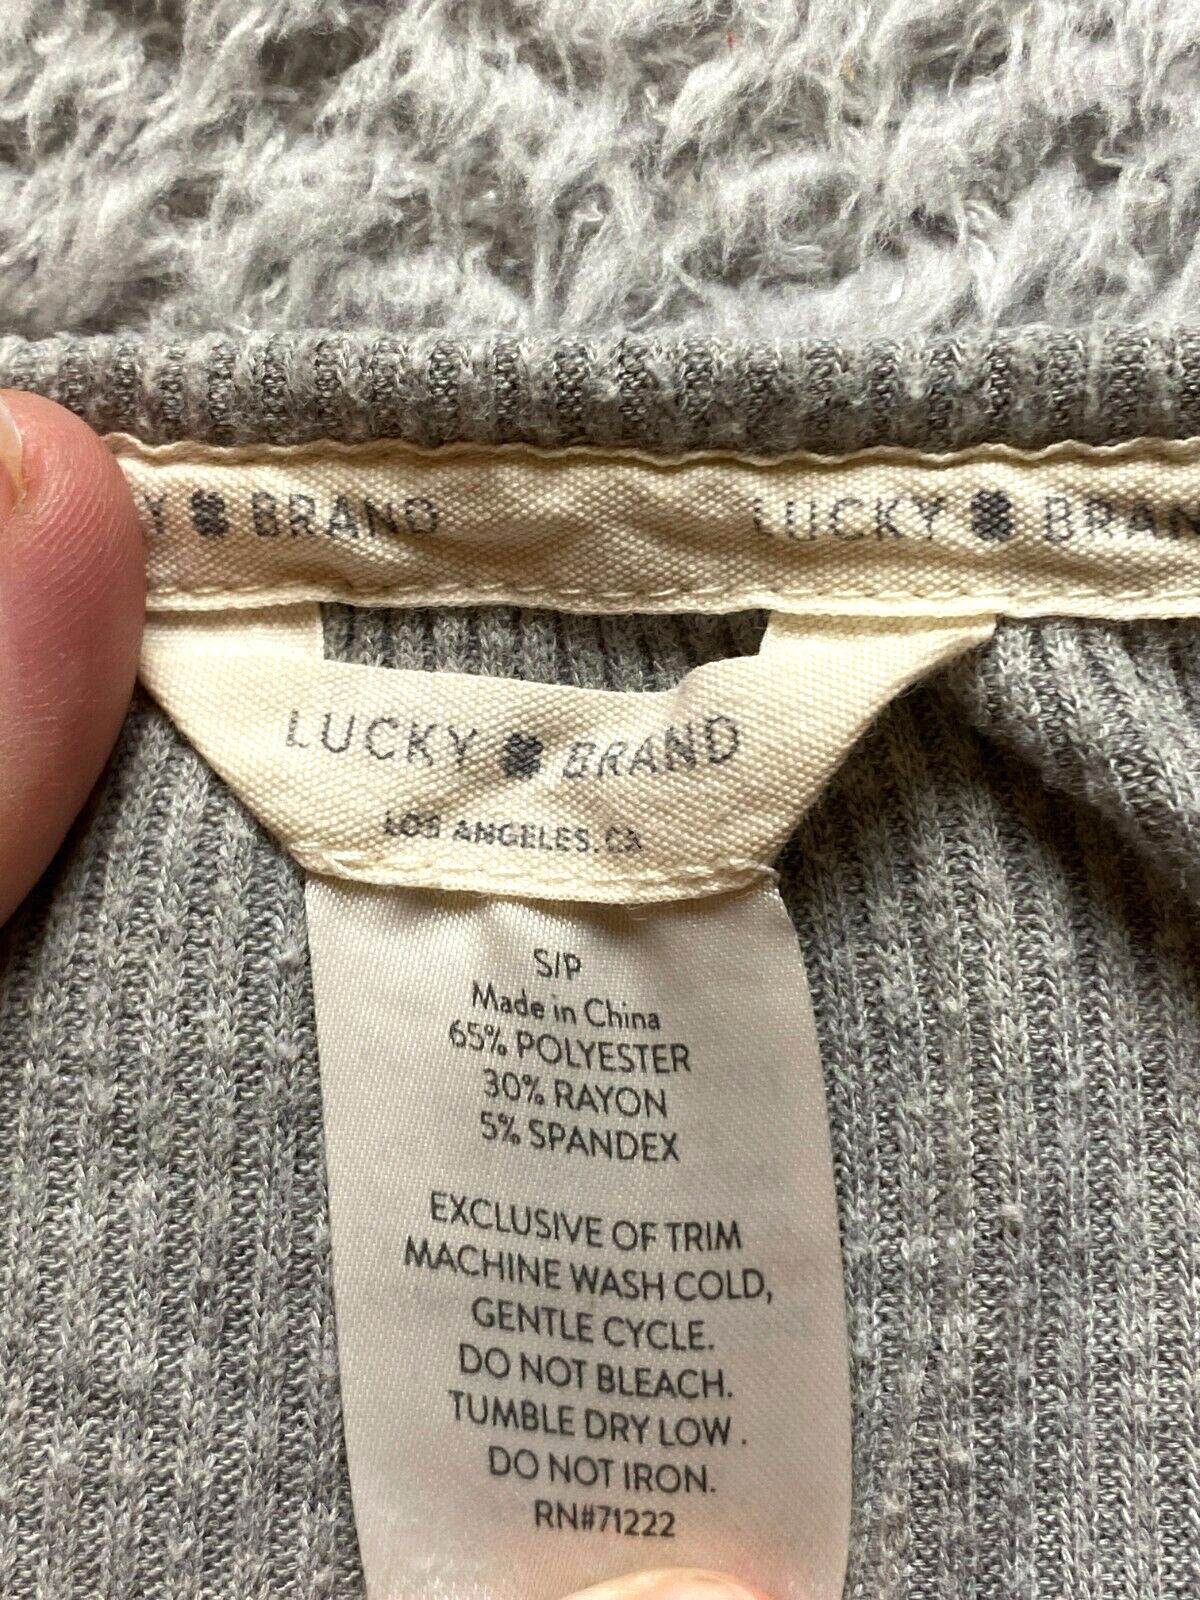 Y BRAND LUCKY BRAN
LUCKY BRAND
LOS ANGELES, CA
S/P
Made in China
65% POLYESTER
30% RAYON
5% SPANDEX
EXCLUSIVE OF TRIM
MACHINE WASH COLD,
GENTLE CYCLE.
DO NOT BLEACH.
TUMBLE DRY LOW .
DO NOT IRON.
RN#71222